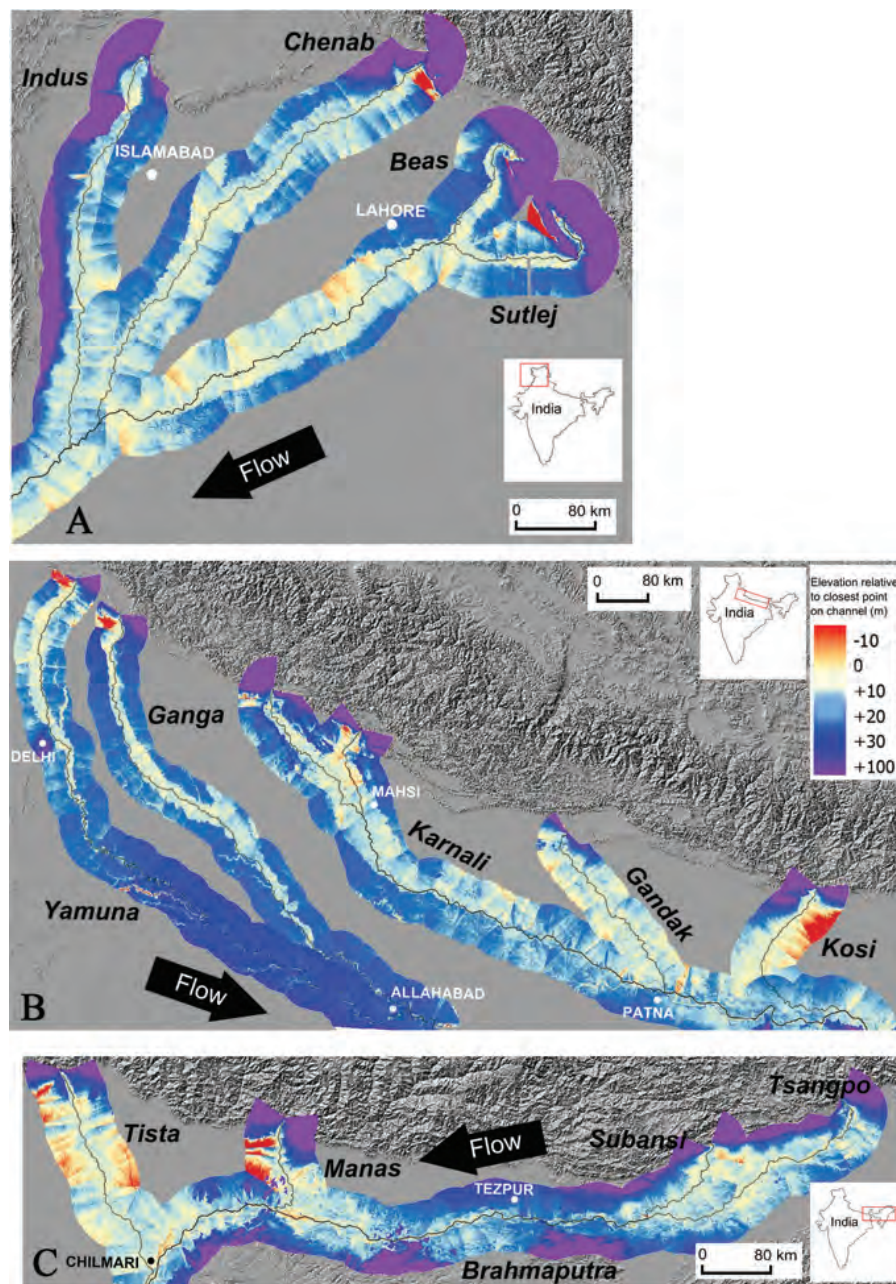 Chenab
Indus
ISLAMABAD
Beas
LAHORE
Sutlej
India
Flow
0 80 km
A
0 80 km
India
Elevation relative
to closest point
on channel (m)
-10
0
+10
+20
+30
+100
Ganga
DELHI
MAHSI
Karnali
Gandak
Yamuna
Kosi
Flow
ALLAHABAD
PATNA
B
Tsangpo
Tista
Flow
Subansi
Manas
TEZPUR
India
CHILMARI
C
0 80 km
Brahmaputra